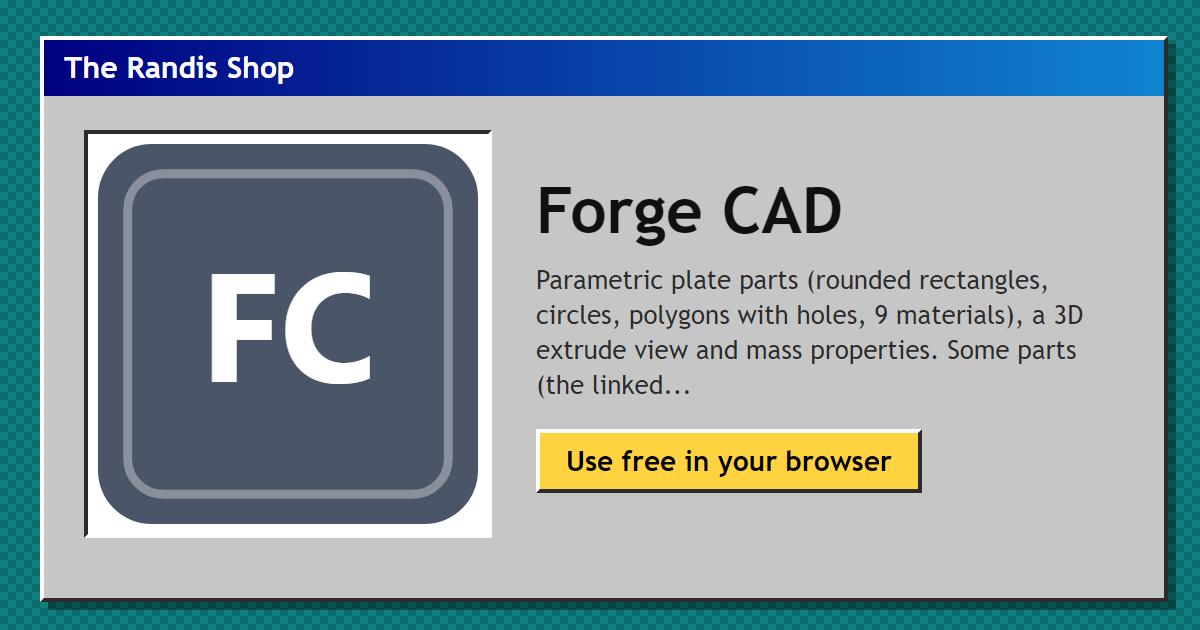 The Randis Shop
FC
Forge CAD
Parametric plate parts (rounded rectangles,
circles, polygons with holes, 9 materials), a 3D
extrude view and mass properties. Some parts
(the linked...
Use free in your browser